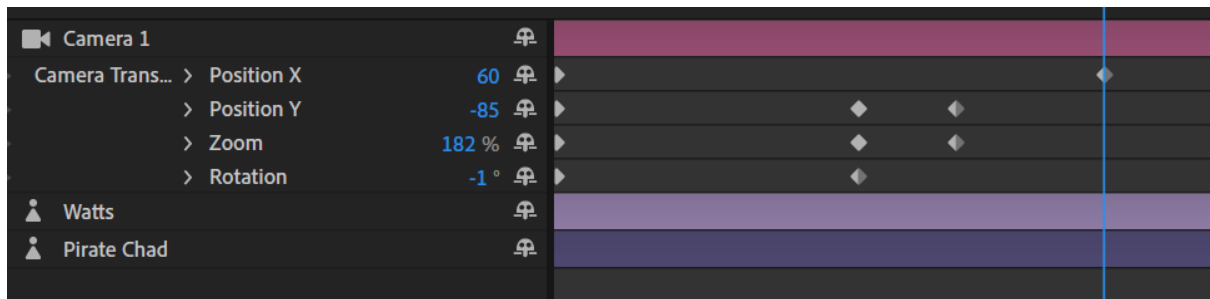 Camera 1
Camera Trans... Position X 60
Position Y -85
Zoom 182 %
Rotation -1 °
Watts
Pirate Chad